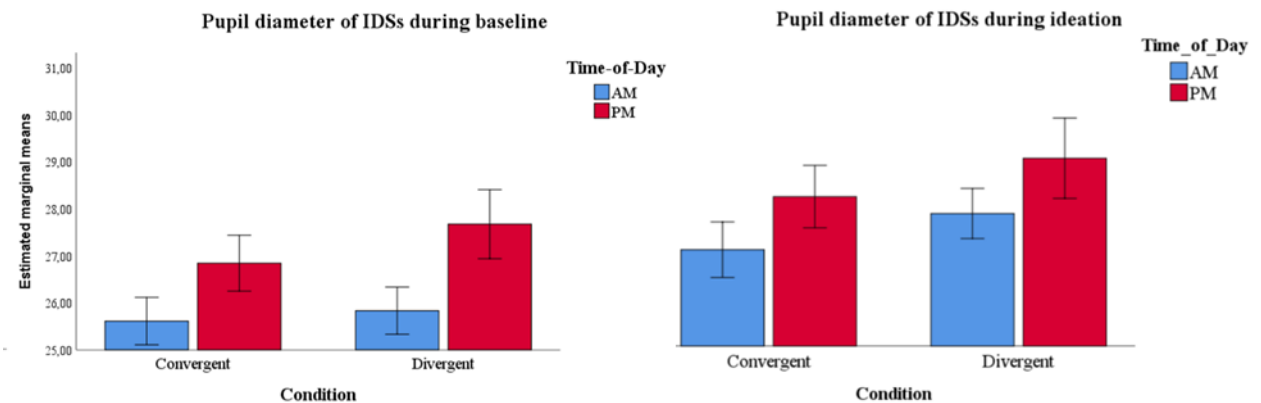 Pupil diameter of IDSs during baseline
Time-of-Day
AM
PM
Estimated marginal means
31,00
30,00
29,00
28,00
27,00
26,00
25,00
Convergent
Divergent
Condition
Pupil diameter of IDSs during ideation
Time_of_Day
AM
PM
Convergent
Divergent
Condition